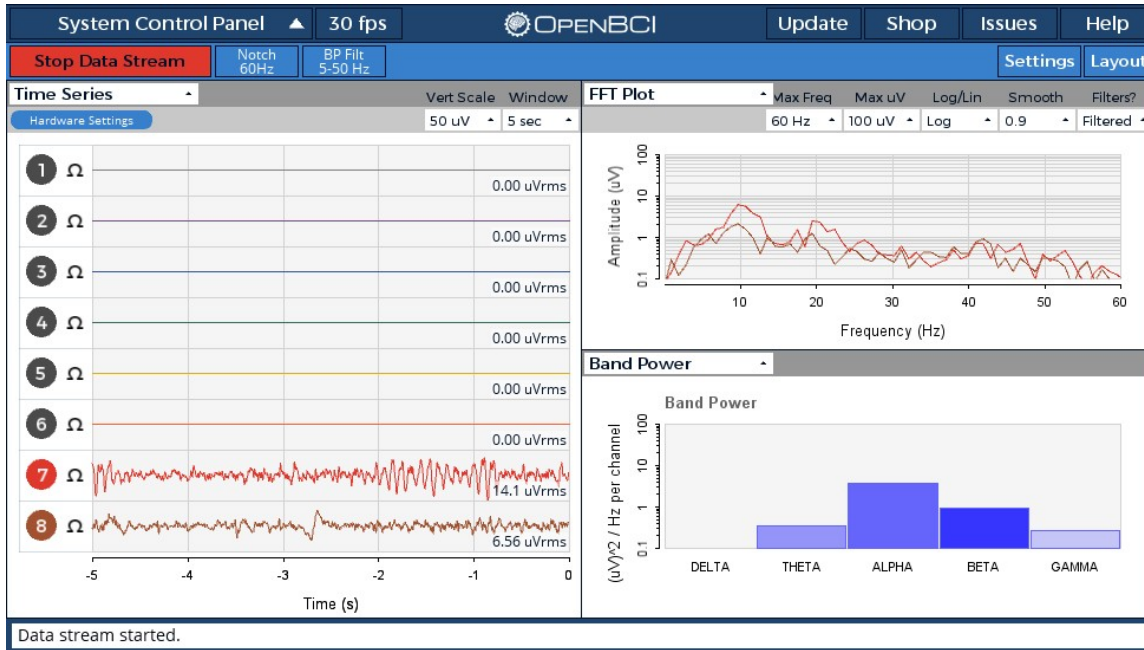 System Control Panel 30 fps OpenBCI Update Shop Issues Help
Stop Data Stream Notch 60Hz BP Filt 5-50 Hz Settings Layout
Time Series Vert Scale Window
Hardware Settings 50 uV 5 sec
1 Ω 0.00 uVrms
2 Ω 0.00 uVrms
3 Ω 0.00 uVrms
4 Ω 0.00 uVrms
5 Ω 0.00 uVrms
6 Ω 0.00 uVrms
7 Ω 14.1 uVrms
8 Ω 6.56 uVrms
-5 -4 -3 -2 -1 0
Time (s)
FFT Plot Max Freq Max uV Log/Lin Smooth Filters?
60 Hz 100 uV Log 0.9 Filtered
Amplitude (uV)
100
10
1
0.1
10 20 30 40 50 60
Frequency (Hz)
Band Power
Band Power
(uV)^2 / Hz per channel
100
10
1
0.1
DELTA THETA ALPHA BETA GAMMA
Data stream started.